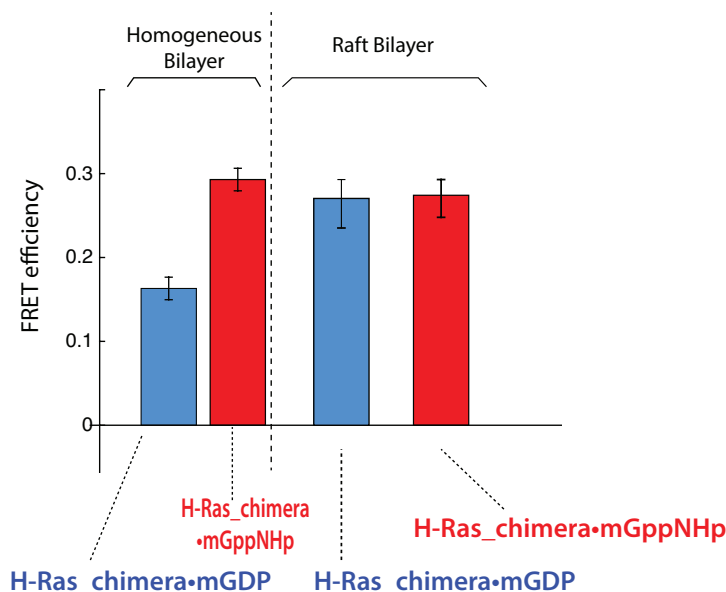 Homogeneous
Bilayer
Raft Bilayer
FRET efficiency
0.3
0.2
0.1
0
H-Ras_chimera
•mGppNHp
H-Ras_chimera•mGppNHp
H-Ras chimera•mGDP
H-Ras chimera•mGDP